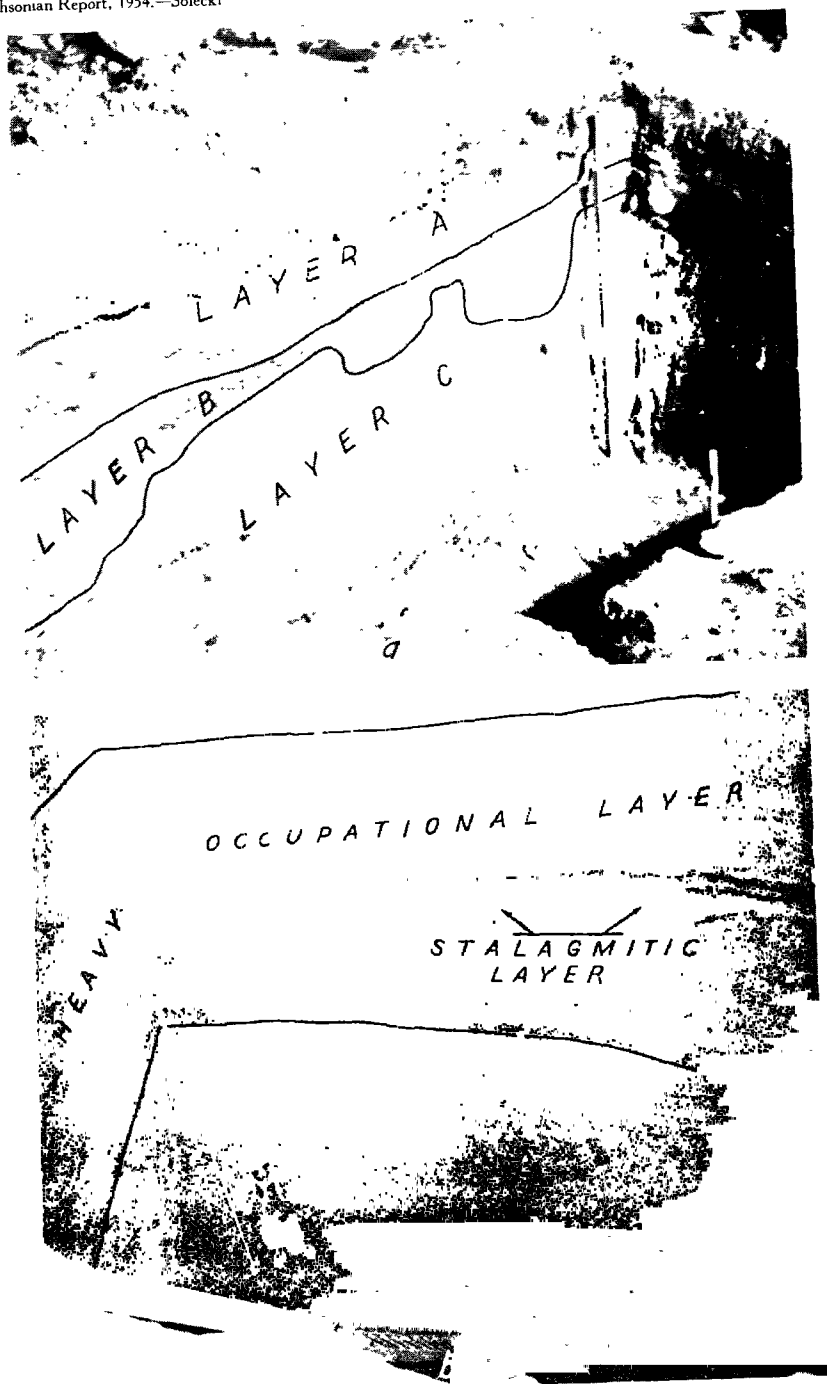 hsonian Report, 1954.—Solecki
LAYER A
LAYER B
LAYER C
a
HEAVY OCCUPATIONAL LAYER
STALAGMITIC
LAYER